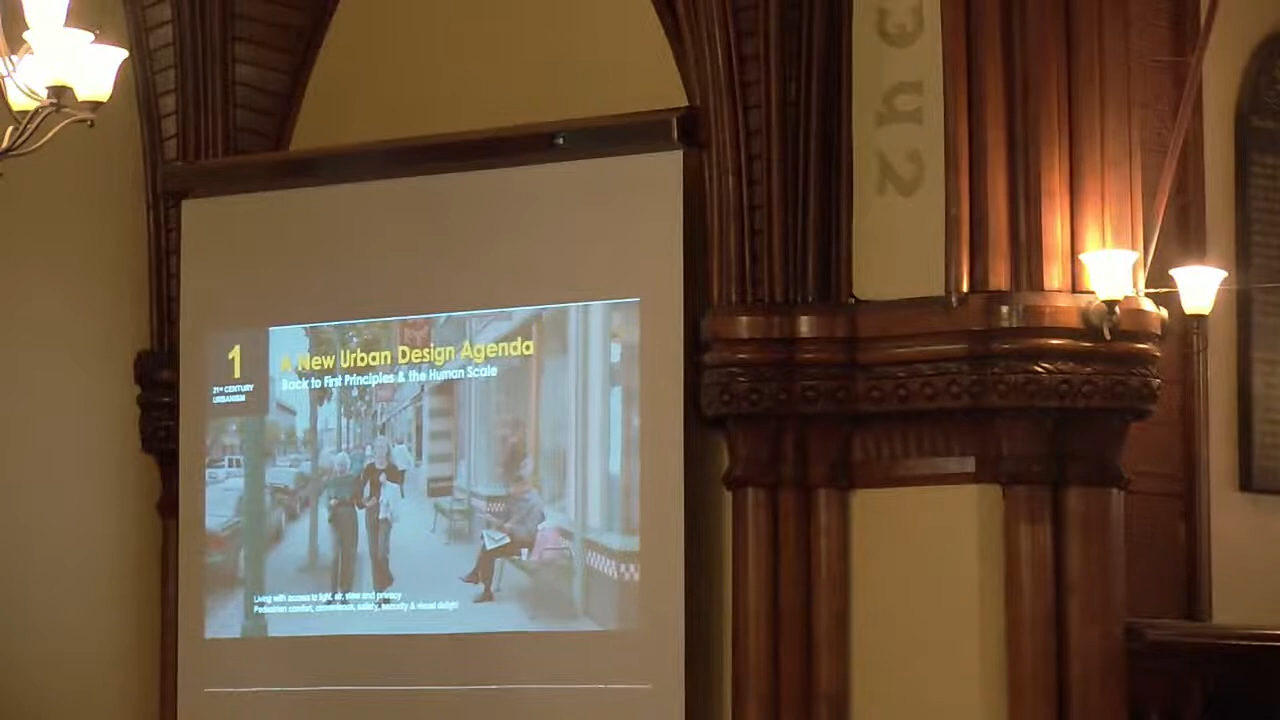 1
21st CENTURY
URBANISM
A New Urban Design Agenda
Back to First Principles & the Human Scale
Living with access to light, air, view and privacy
Pedestrian comfort, convenience, safety, security & visual delight